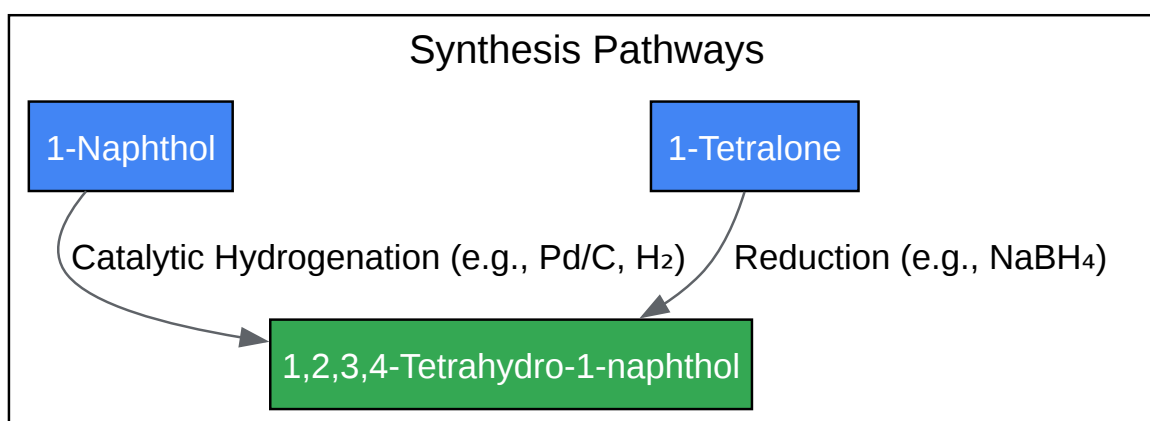 Synthesis Pathways
1-Naphthol
1-Tetralone
Catalytic Hydrogenation (e.g., Pd/C, H₂)
Reduction (e.g., NaBH₄)
1,2,3,4-Tetrahydro-1-naphthol